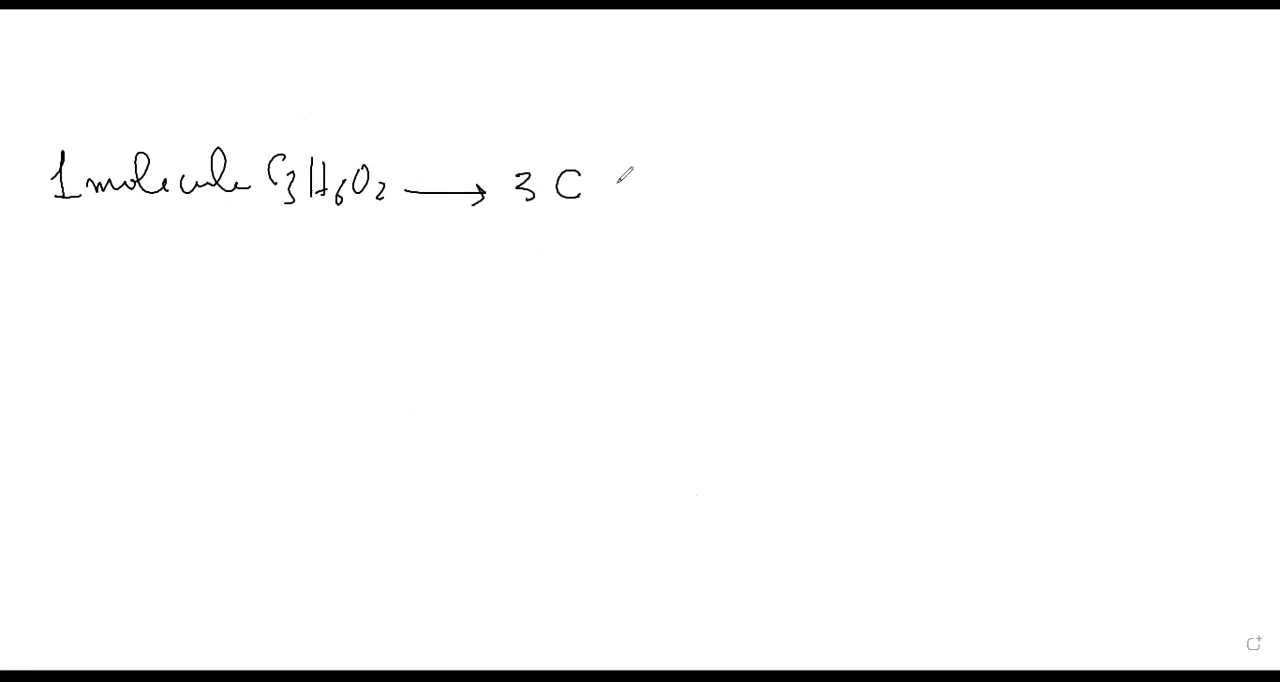 1 molecule C₃H₆O₂ → 3 C